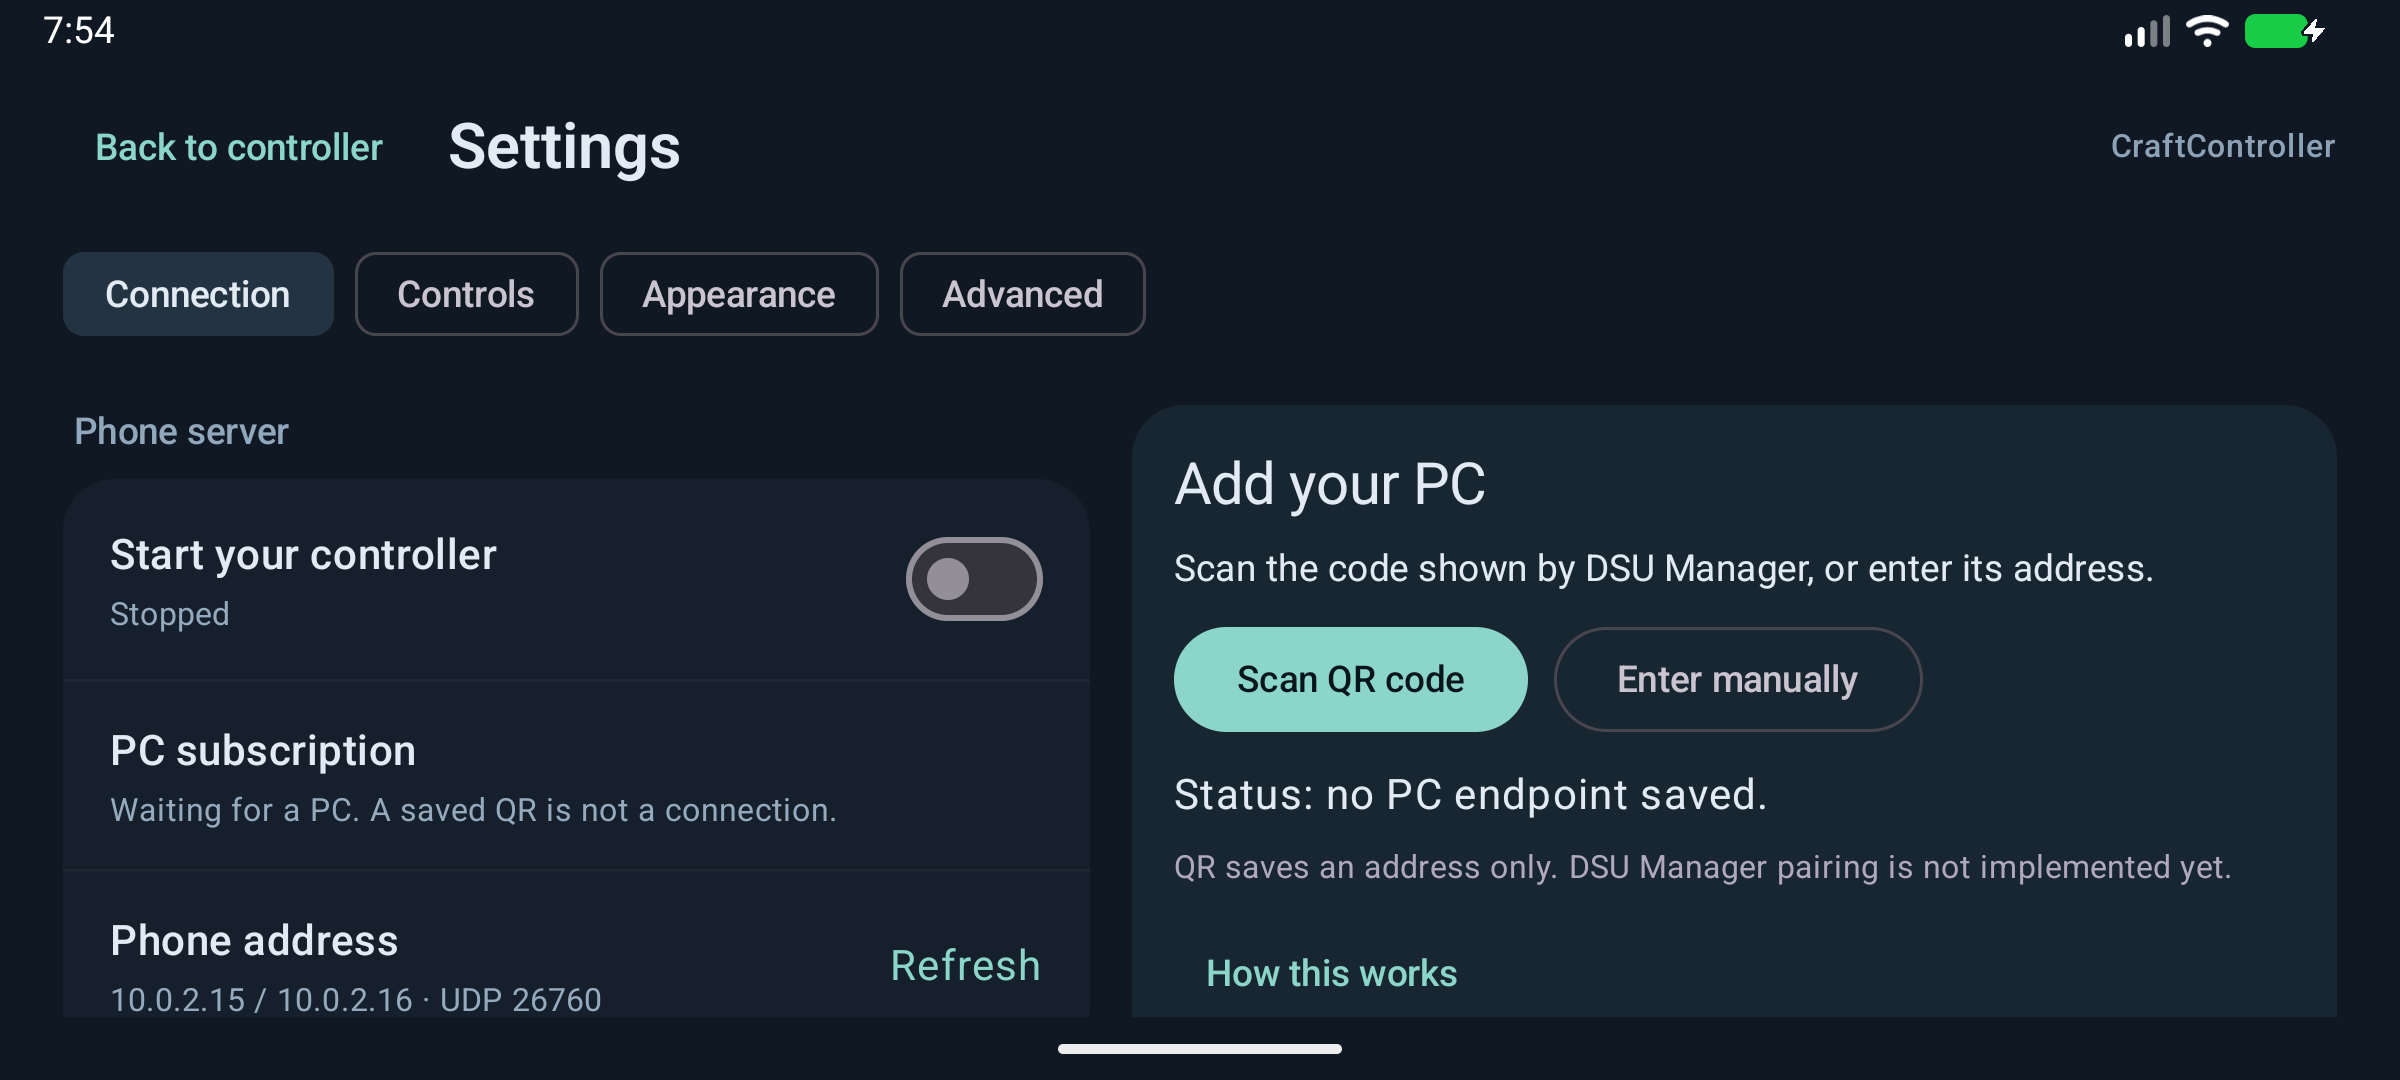 7:54
Back to controller
Settings
CraftController
Connection
Controls
Appearance
Advanced
Phone server
Start your controller
Stopped
PC subscription
Waiting for a PC. A saved QR is not a connection.
Phone address
10.0.2.15 / 10.0.2.16 · UDP 26760
Refresh
Add your PC
Scan the code shown by DSU Manager, or enter its address.
Scan QR code
Enter manually
Status: no PC endpoint saved.
QR saves an address only. DSU Manager pairing is not implemented yet.
How this works